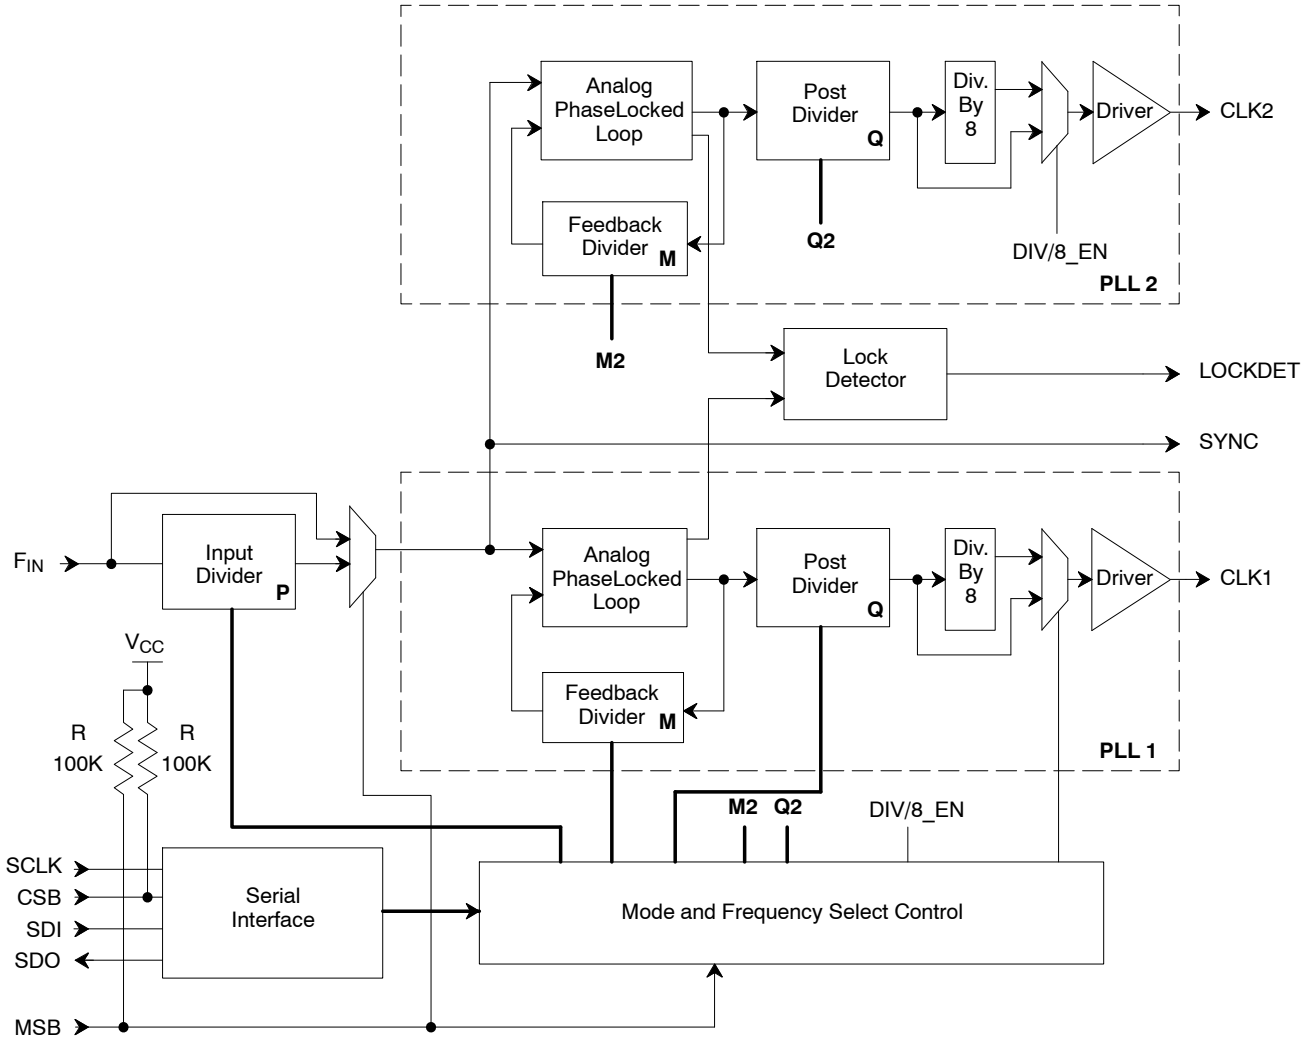 Analog
PhaseLocked
Loop
Post
Divider
Q
Div.
By
8
Driver
CLK2
Feedback
Divider
M
Q2
DIV/8_EN
PLL 2
M2
Lock
Detector
LOCKDET
SYNC
FIN
Input
Divider
P
Analog
PhaseLocked
Loop
Post
Divider
Q
Div.
By
8
Driver
CLK1
VCC
Feedback
Divider
M
R
100K
R
100K
PLL 1
M2
Q2
DIV/8_EN
SCLK
CSB
SDI
SDO
Serial
Interface
Mode and Frequency Select Control
MSB